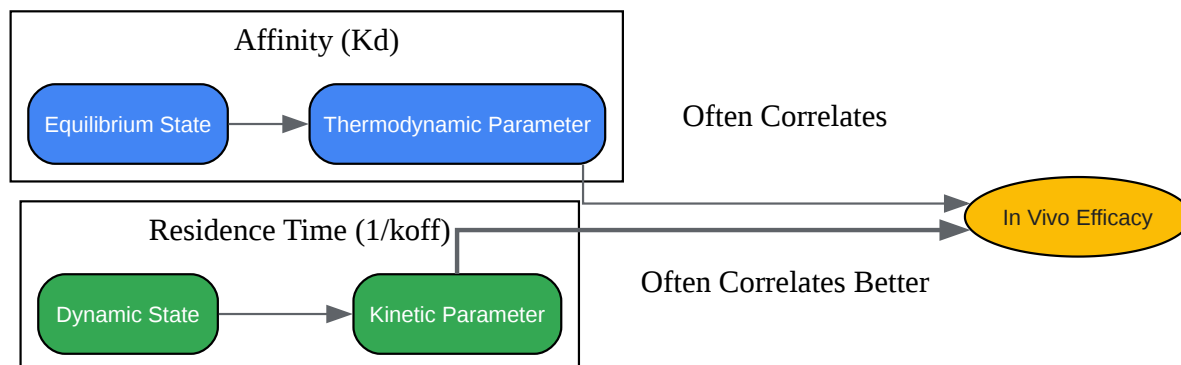 Affinity (Kd)
Equilibrium State
Thermodynamic Parameter
Often Correlates
In Vivo Efficacy
Residence Time (1/koff)
Often Correlates Better
Dynamic State
Kinetic Parameter